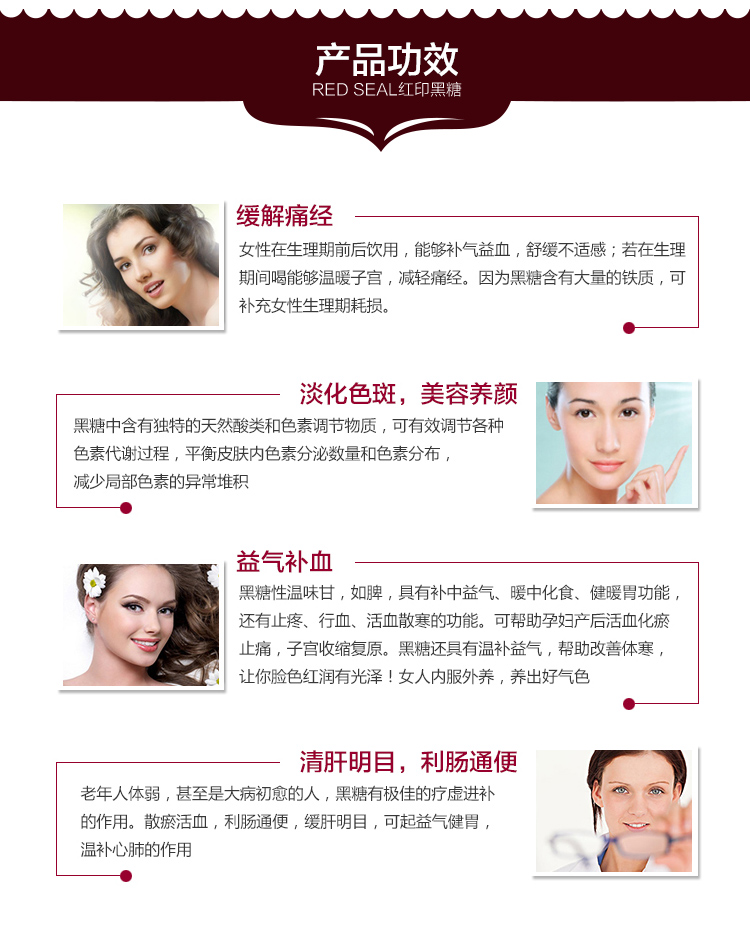 产品功效
RED SEAL红印黑糖
缓解痛经
女性在生理期前后饮用，能够补气益血，舒缓不适感；若在生理
期间喝能够温暖子宫，减轻痛经。因为黑糖含有大量的铁质，可
补充女性生理期耗损。
淡化色斑，美容养颜
黑糖中含有独特的天然酸类和色素调节物质，可有效调节各种
色素代谢过程，平衡皮肤内色素分泌数量和色素分布，
减少局部色素的异常堆积
益气补血
黑糖性温味甘，如脾，具有补中益气、暖中化食、健暖胃功能，
还有止疼、行血、活血散寒的功能。可帮助孕妇产后活血化瘀
止痛，子宫收缩复原。黑糖还具有温补益气，帮助改善体寒，
让你脸色红润有光泽！女人内服外养，养出好气色
清肝明目，利肠通便
老年人体弱，甚至是大病初愈的人，黑糖有极佳的疗虚进补
的作用。散瘀活血，利肠通便，缓肝明目，可起益气健胃，
温补心肺的作用